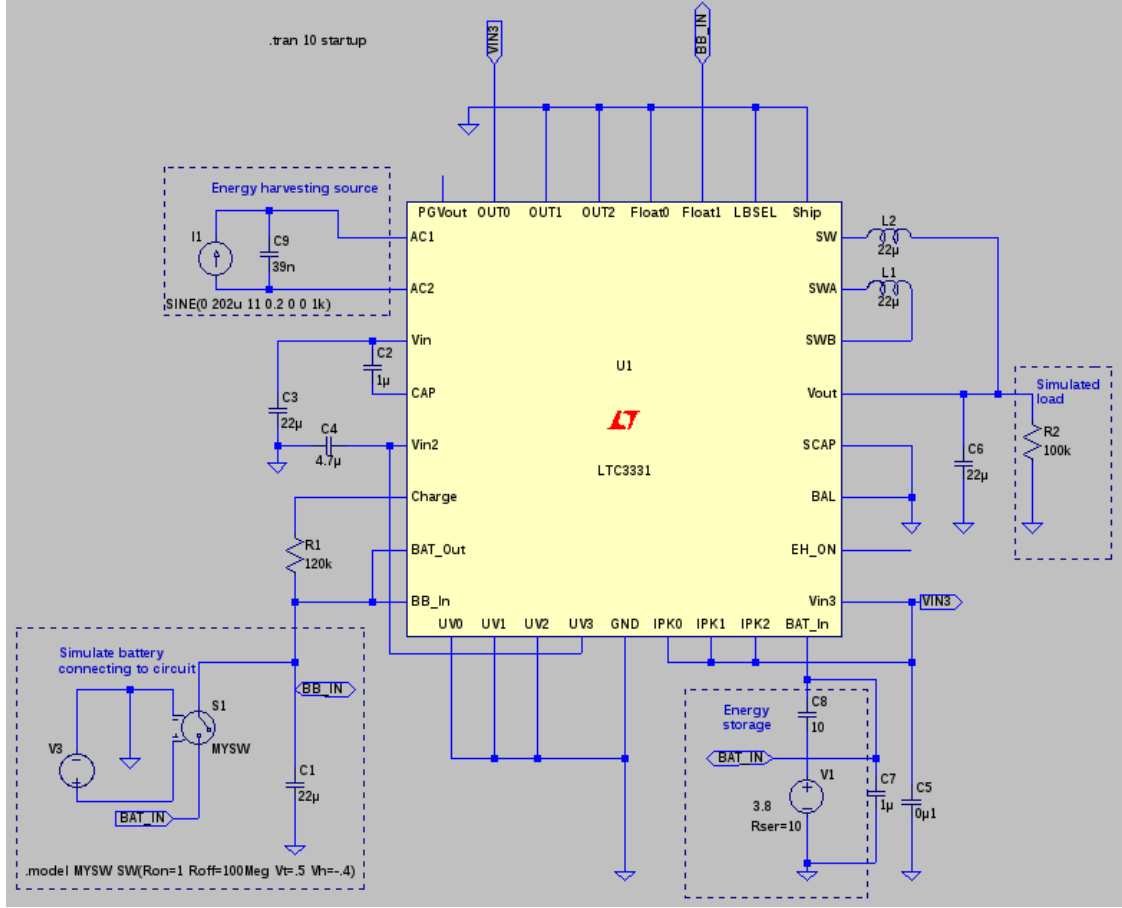 .tran 10 startup
VIN3
BB_IN
Energy harvesting source
I1
C9
39n
SINE(0 202u 11 0.2 0 0 1k)
PGVout OUT0 OUT1 OUT2 Float0 Float1 LBSEL Ship
AC1
AC2
Vin
CAP
Vin2
Charge
BAT_Out
BB_In
SW
SWA
SWB
Vout
SCAP
BAL
EH_ON
Vin3
UV0 UV1 UV2 UV3 GND IPK0 IPK1 IPK2 BAT_In
U1
LTC3331
L2
22µ
L1
22µ
C2
1µ
C3
22µ
C4
4.7µ
R1
120k
Simulated
load
R2
100k
C6
22µ
VIN3
Simulate battery
connecting to circuit
BB_IN
S1
MYSW
V3
C1
22µ
BAT_IN
.model MYSW SW(Ron=1 Roff=100Meg Vt=.5 Vh=-.4)
Energy
storage
C8
10
BAT_IN
V1
3.8
Rser=10
C7
1µ
C5
0µ1